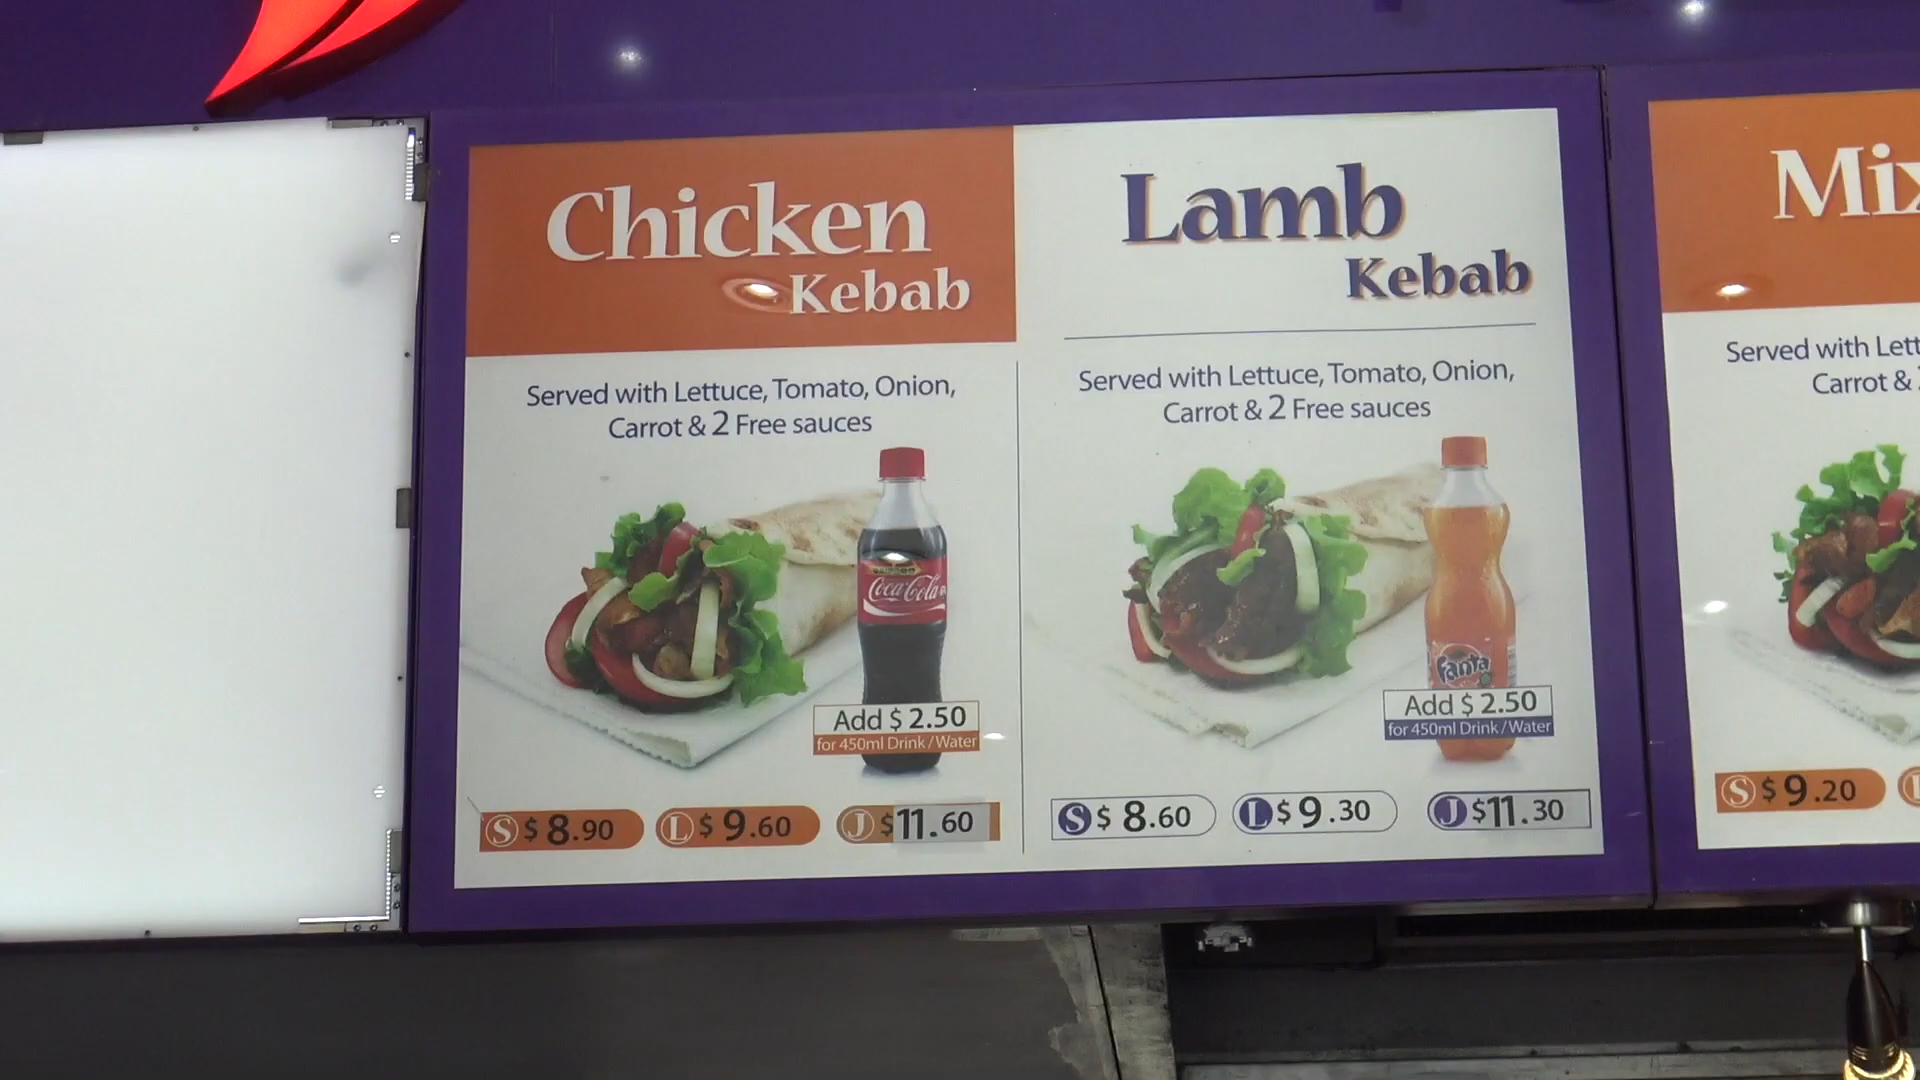 Chicken
Kebab
Served with Lettuce, Tomato, Onion,
Carrot & 2 Free sauces
Coca-Cola
Add $ 2.50
for 450ml Drink/Water
S $ 8.90
L $ 9.60
J $11.60
Lamb
Kebab
Served with Lettuce, Tomato, Onion,
Carrot & 2 Free sauces
Fanta
Add $ 2.50
for 450ml Drink/Water
S $ 8.60
L $ 9.30
J $11.30
Mix
Served with Lett
Carrot &
S $ 9.20